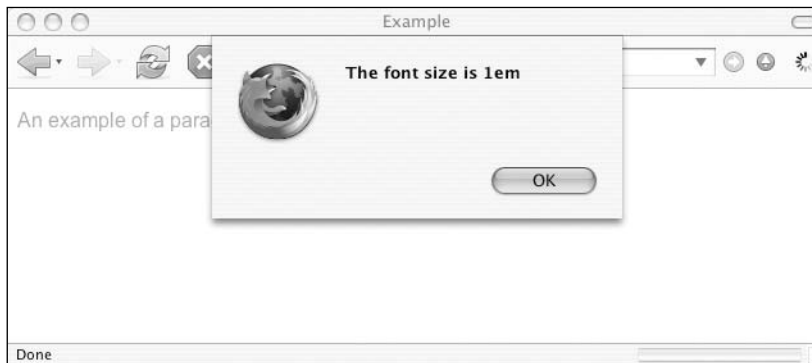 Example
The font size is 1em
An example of a para
OK
Done